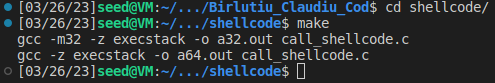 [03/26/23]seed@VM:~/.../Birlutiu_Claudiu_Cod$ cd shellcode/
[03/26/23]seed@VM:~/.../shellcode$ make
gcc -m32 -z execstack -o a32.out call_shellcode.c
gcc -z execstack -o a64.out call_shellcode.c
[03/26/23]seed@VM:~/.../shellcode$